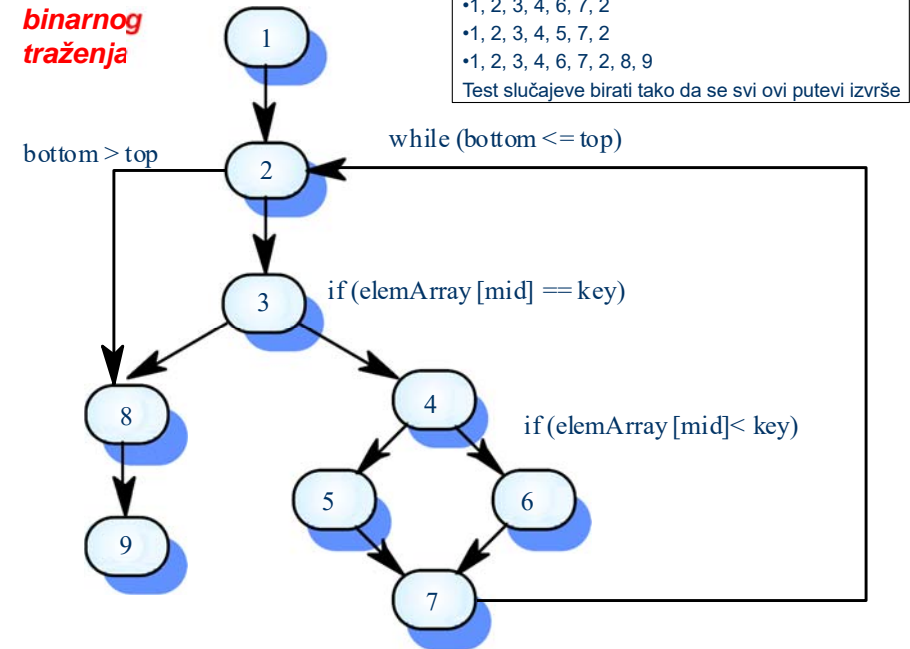 binarnog
traženja
•1, 2, 3, 4, 6, 7, 2
•1, 2, 3, 4, 5, 7, 2
•1, 2, 3, 4, 6, 7, 2, 8, 9
Test slučajeve birati tako da se svi ovi putevi izvrše
1
while (bottom <= top)
bottom > top
2
3
if (elemArray [mid] == key)
4
8
if (elemArray [mid]< key)
5
6
9
7